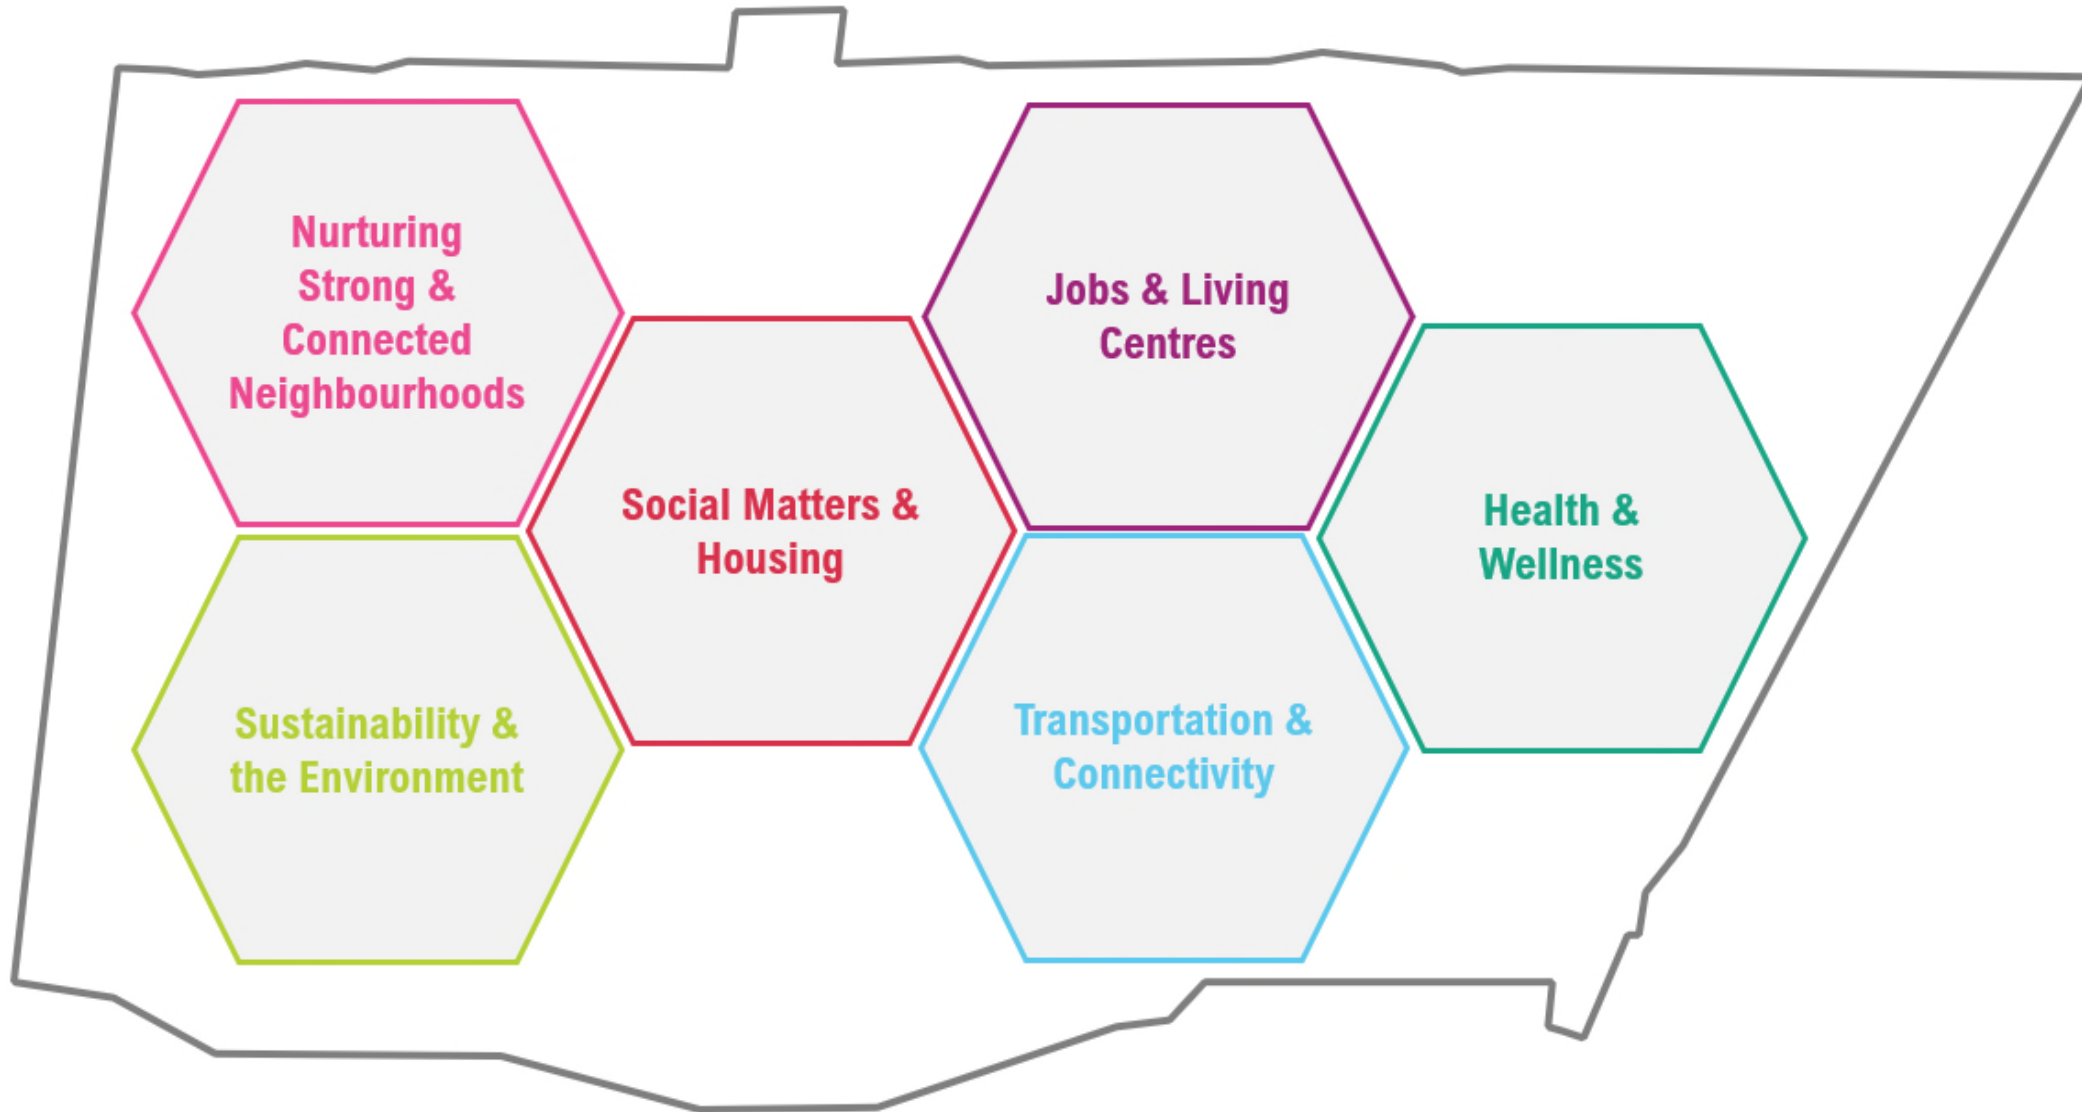 Nurturing
Strong &
Connected
Neighbourhoods
Jobs & Living
Centres
Social Matters &
Housing
Health &
Wellness
Sustainability &
the Environment
Transportation &
Connectivity